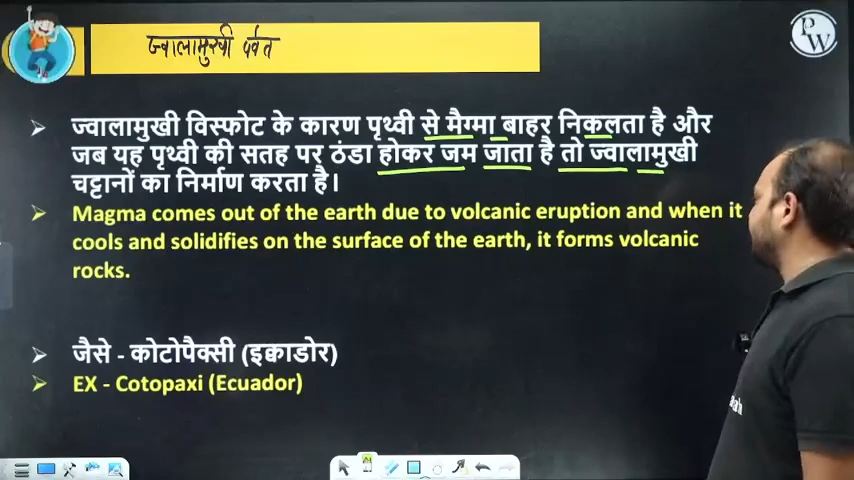 ज्वालामुखी पर्वत
PW
ज्वालामुखी विस्फोट के कारण पृथ्वी से मैग्मा बाहर निकलता है और
जब यह पृथ्वी की सतह पर ठंडा होकर जम जाता है तो ज्वालामुखी
चट्टानों का निर्माण करता है।
Magma comes out of the earth due to volcanic eruption and when it
cools and solidifies on the surface of the earth, it forms volcanic
rocks.
जैसे - कोटोपैक्सी (इक्वाडोर)
EX - Cotopaxi (Ecuador)